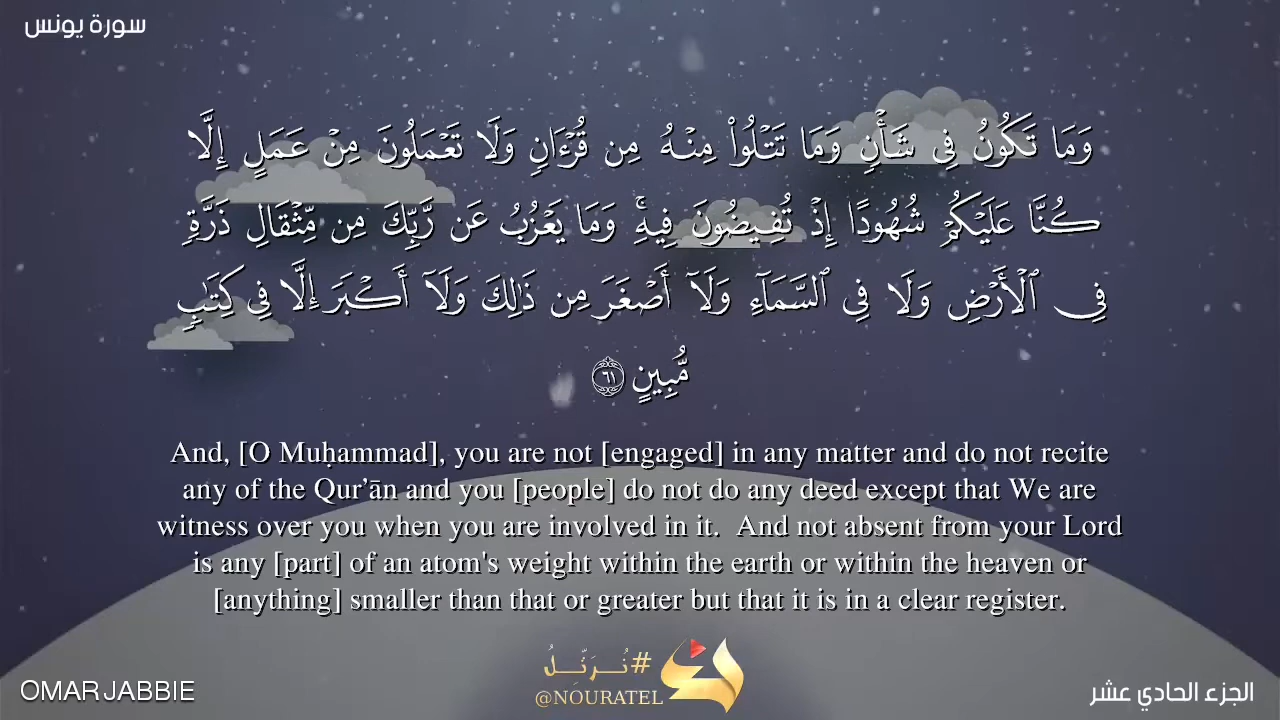 سورة يونس
وَمَا تَكُونُ فِى شَأْنٍ وَمَا تَتْلُوا۟ مِنْهُ مِن قُرْءَانٍ وَلَا تَعْمَلُونَ مِنْ عَمَلٍ إِلَّا
كُنَّا عَلَيْكُمْ شُهُودًا إِذْ تُفِيضُونَ فِيهِ ۚ وَمَا يَعْزُبُ عَن رَّبِّكَ مِن مِّثْقَالِ ذَرَّةٍ
فِى ٱلْأَرْضِ وَلَا فِى ٱلسَّمَآءِ وَلَآ أَصْغَرَ مِن ذَٰلِكَ وَلَآ أَكْبَرَ إِلَّا فِى كِتَٰبٍ
مُّبِينٍ ٦١
And, [O Muḥammad], you are not [engaged] in any matter and do not recite
any of the Qur’ān and you [people] do not do any deed except that We are
witness over you when you are involved in it.  And not absent from your Lord
is any [part] of an atom's weight within the earth or within the heaven or
[anything] smaller than that or greater but that it is in a clear register.
#نُرَتِّلُ
@NOURATEL
OMAR JABBIE
الجزء الحادي عشر